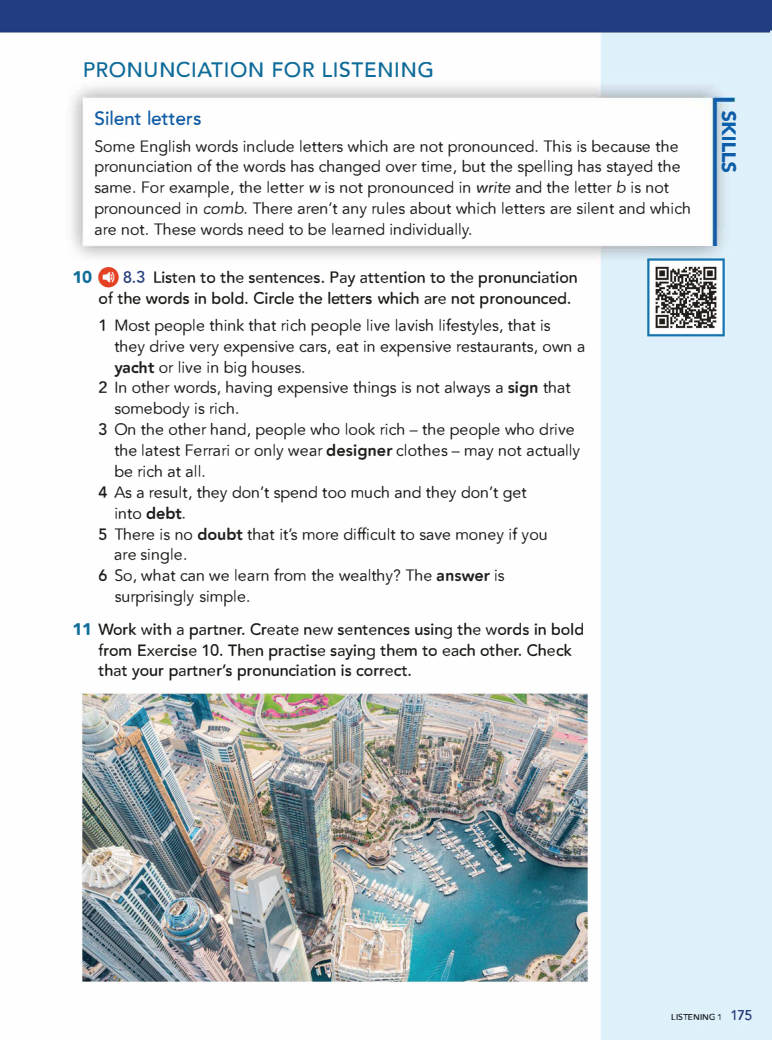 PRONUNCIATION FOR LISTENING
Silent letters
Some English words include letters which are not pronounced. This is because the
pronunciation of the words has changed over time, but the spelling has stayed the
same. For example, the letter w is not pronounced in write and the letter b is not
pronounced in comb. There aren't any rules about which letters are silent and which
are not. These words need to be learned individually.
SKILLS
10 8.3 Listen to the sentences. Pay attention to the pronunciation
of the words in bold. Circle the letters which are not pronounced.
1 Most people think that rich people live lavish lifestyles, that is
they drive very expensive cars, eat in expensive restaurants, own a
yacht or live in big houses.
2 In other words, having expensive things is not always a sign that
somebody is rich.
3 On the other hand, people who look rich – the people who drive
the latest Ferrari or only wear designer clothes – may not actually
be rich at all.
4 As a result, they don't spend too much and they don't get
into debt.
5 There is no doubt that it's more difficult to save money if you
are single.
6 So, what can we learn from the wealthy? The answer is
surprisingly simple.
11 Work with a partner. Create new sentences using the words in bold
from Exercise 10. Then practise saying them to each other. Check
that your partner's pronunciation is correct.
LISTENING 1 175